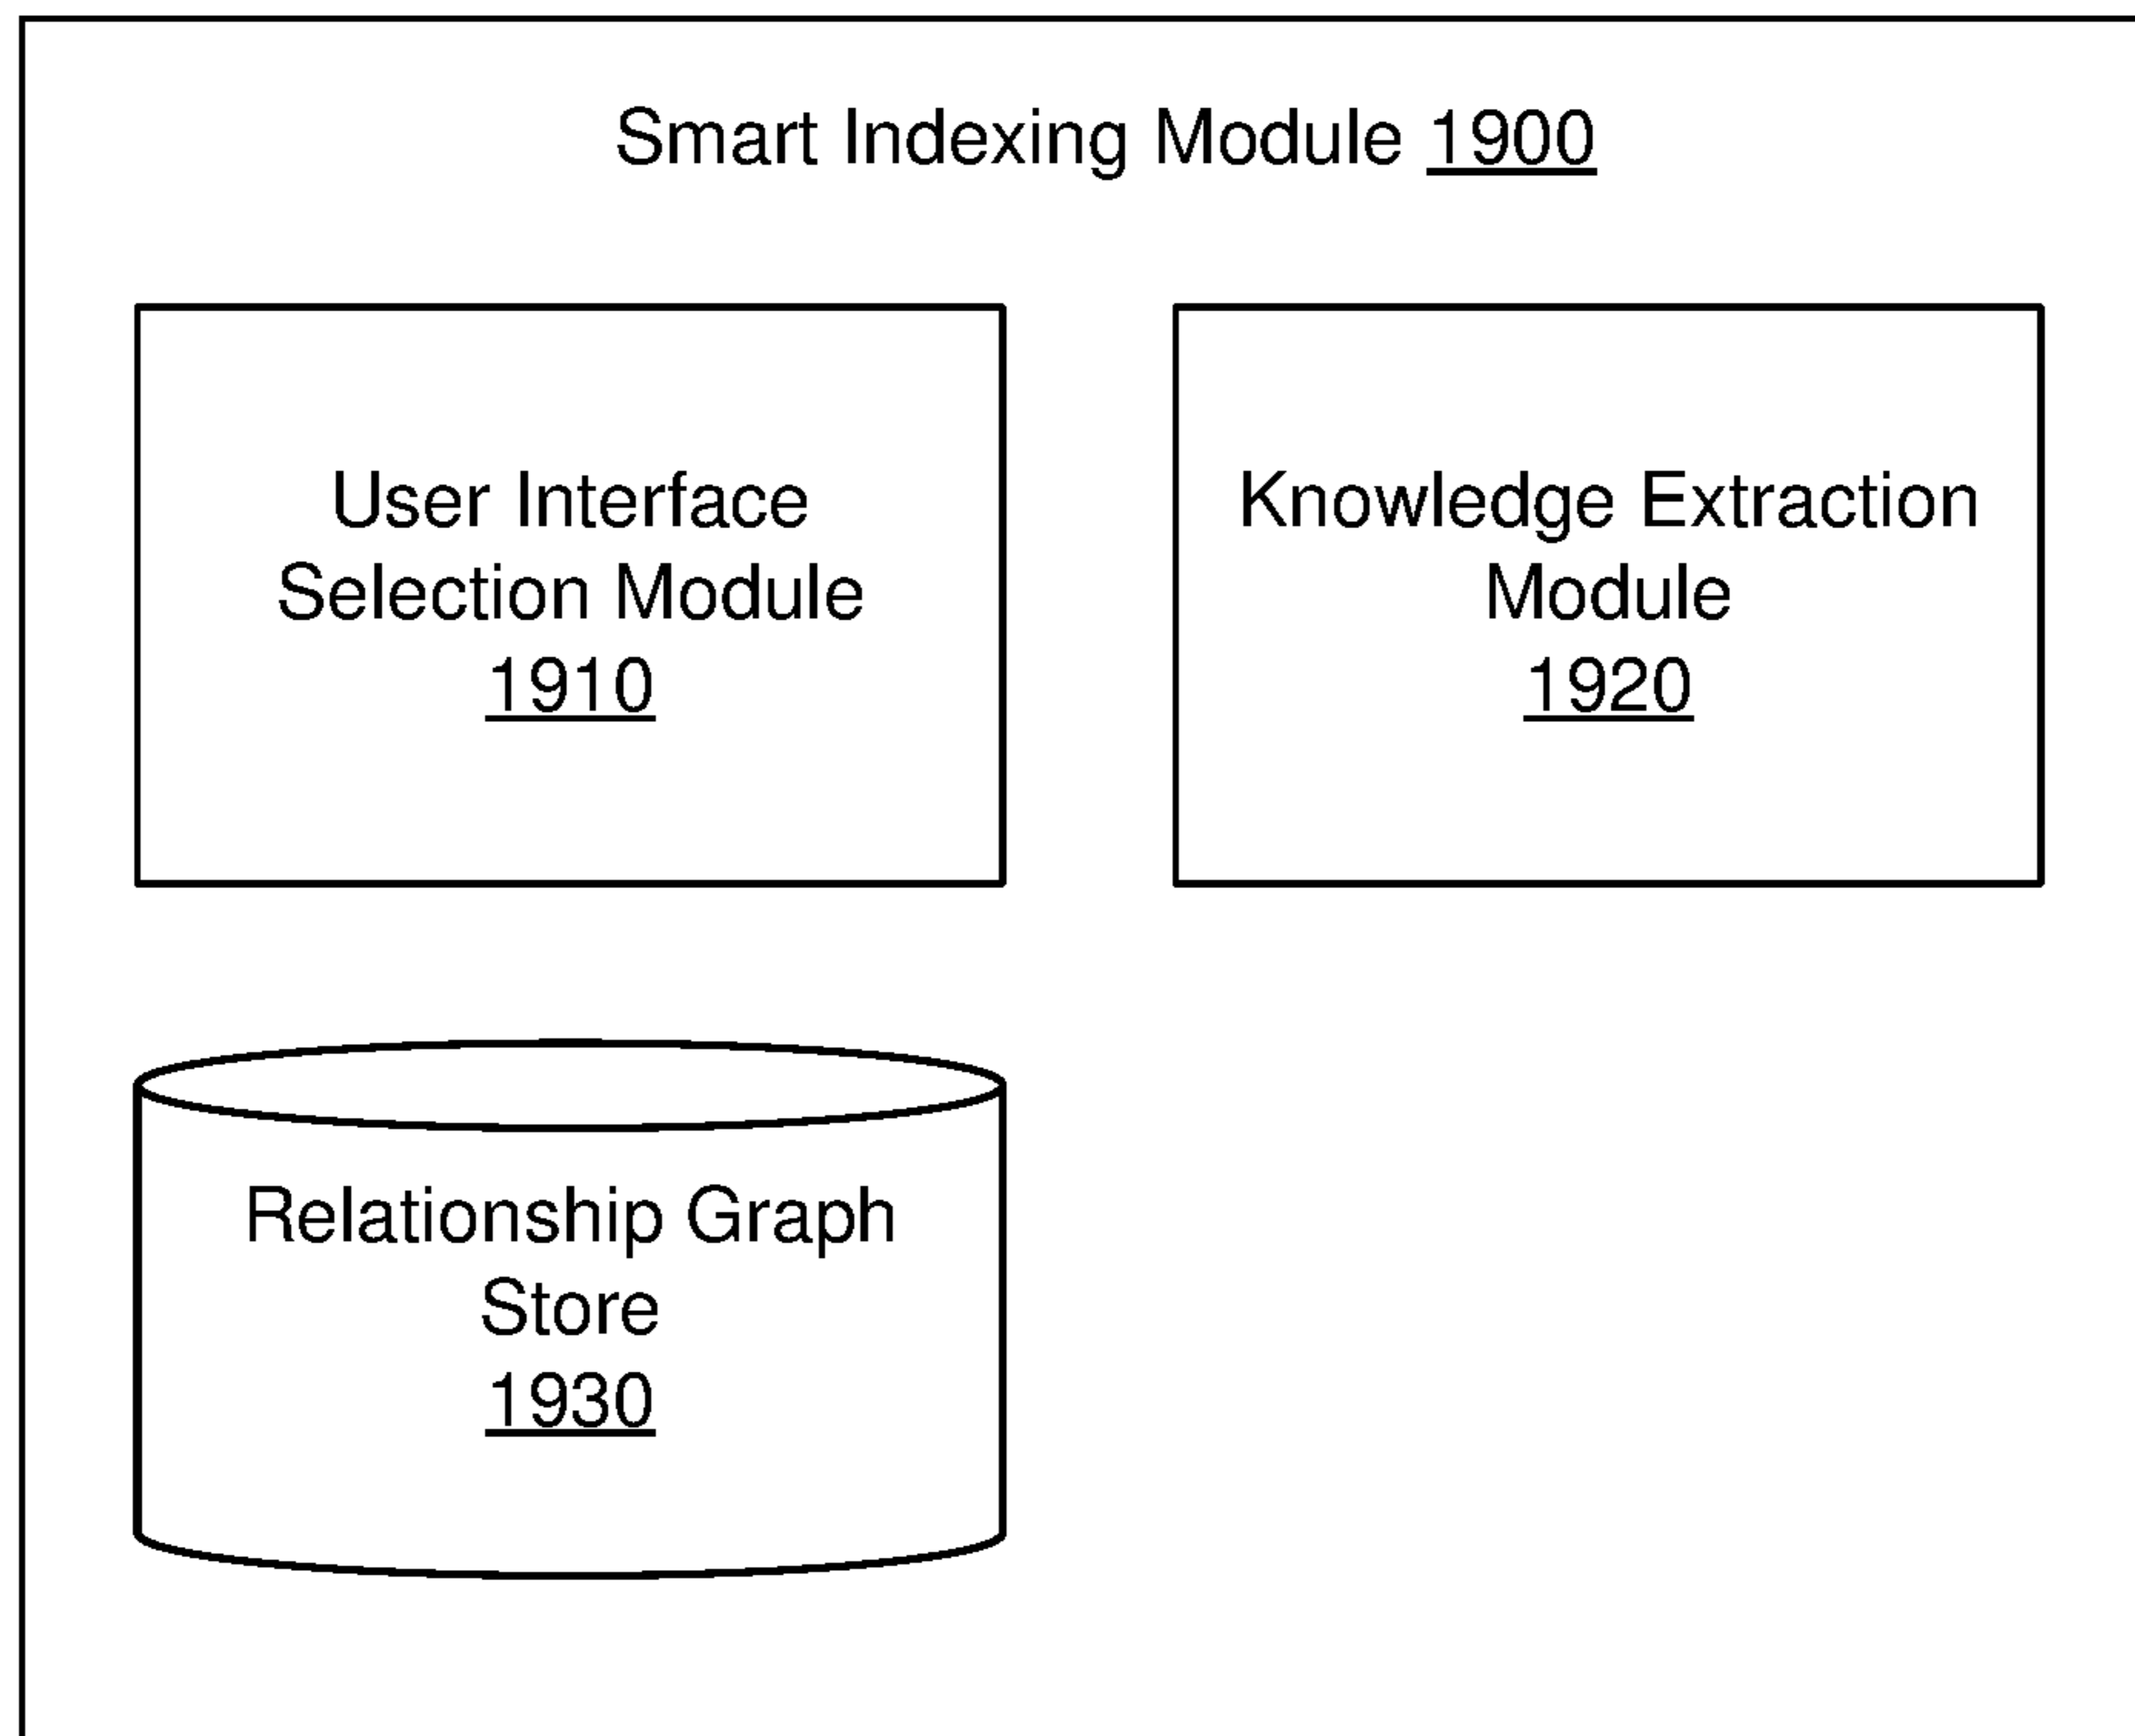 Smart Indexing Module 1900
User Interface
Selection Module
1910
Knowledge Extraction
Module
1920
Relationship Graph
Store
1930